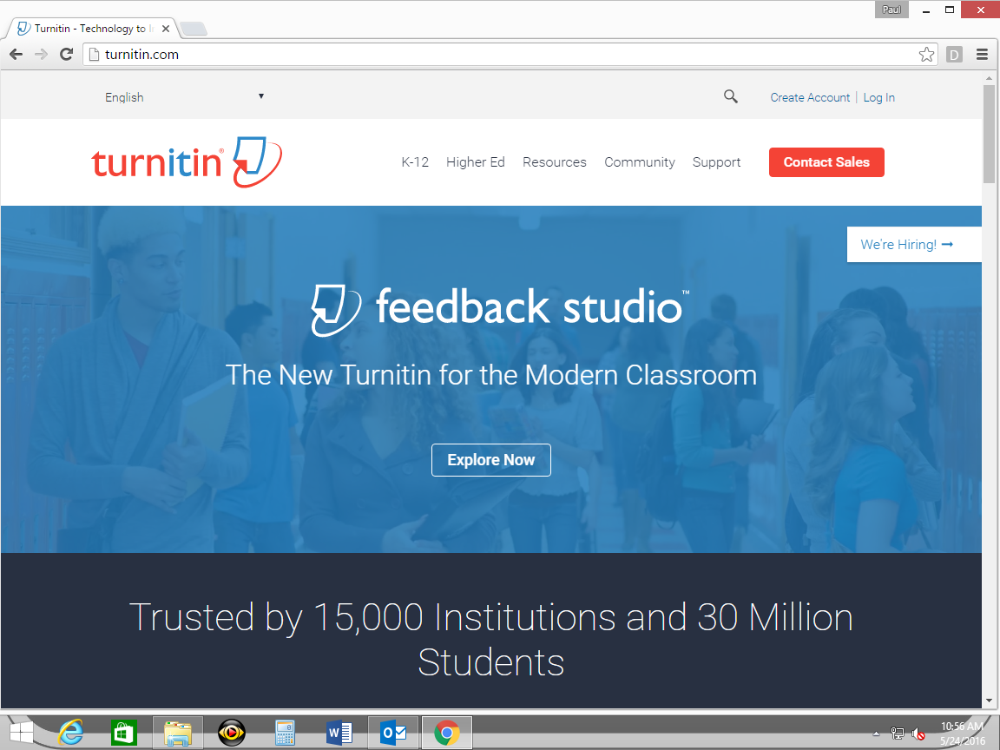 Paul
Turnitin - Technology to I
turnitin.com
D
English
Create Account | Log In
turnitin®
K-12 Higher Ed Resources Community Support Contact Sales
We're Hiring!
feedback studio™
The New Turnitin for the Modern Classroom
Explore Now
Trusted by 15,000 Institutions and 30 Million
Students
10:56 AM
5/24/2016